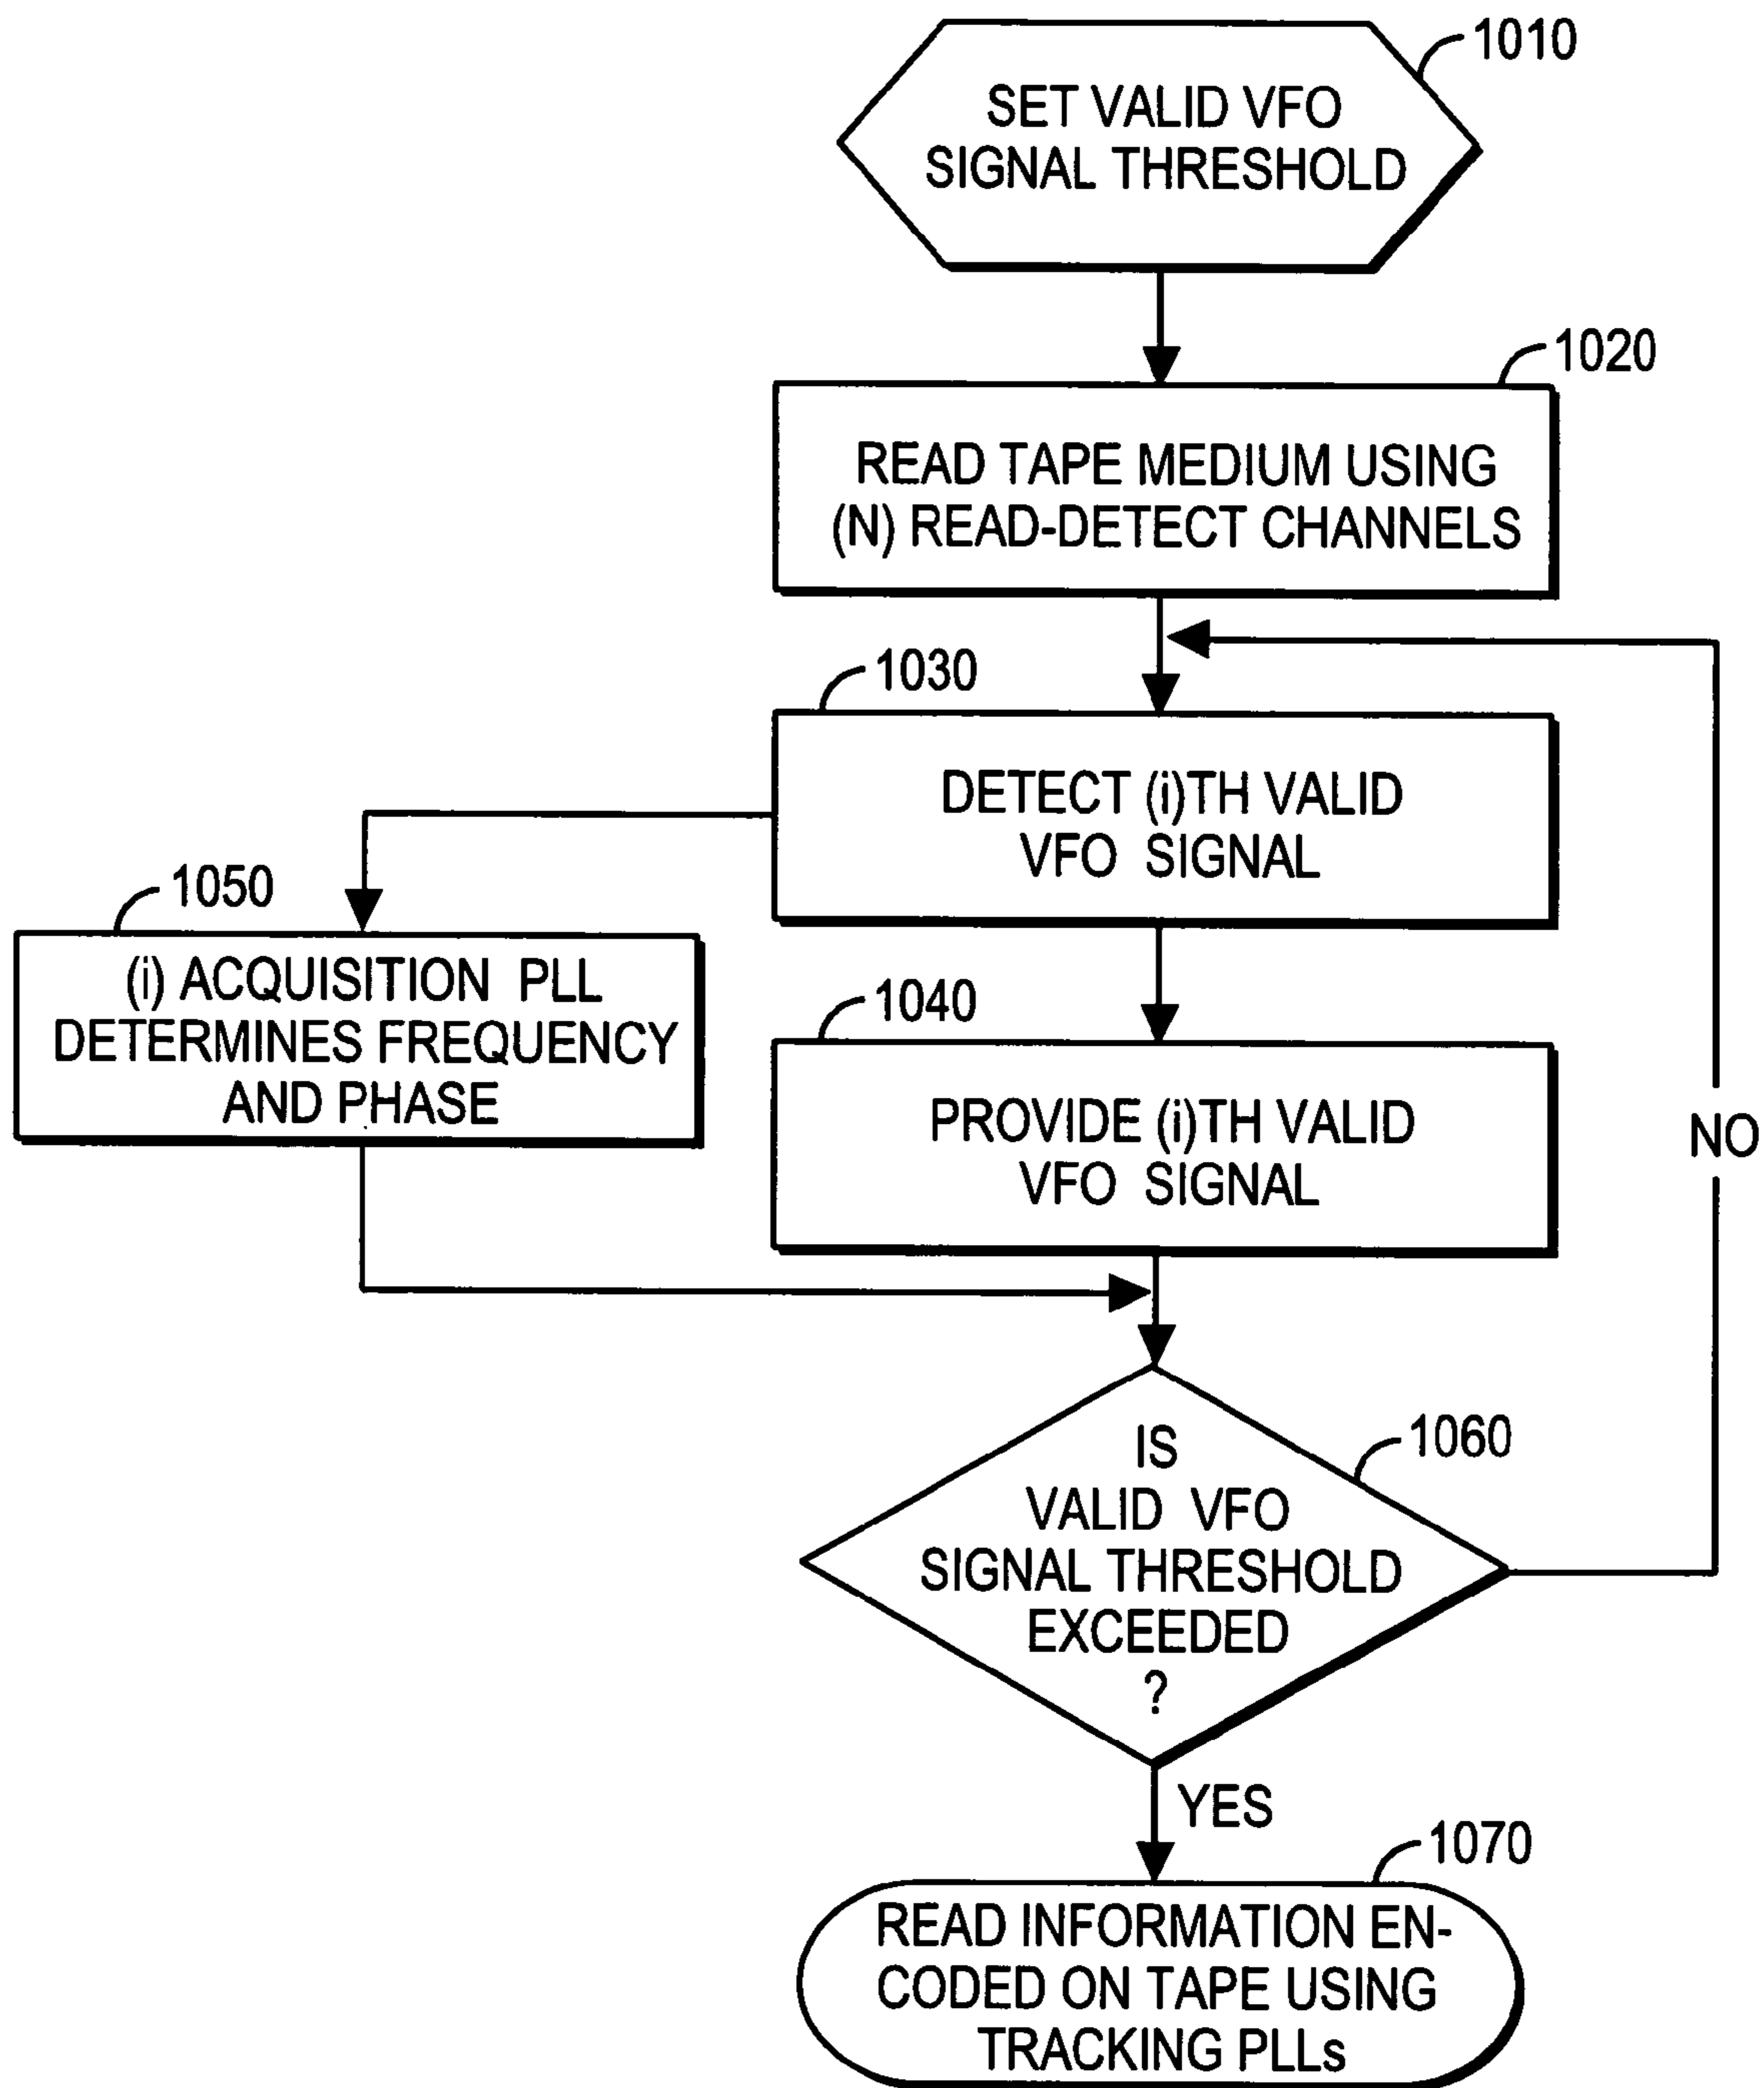 1010
SET VALID VFO
SIGNAL THRESHOLD
1020
READ TAPE MEDIUM USING
(N) READ-DETECT CHANNELS
1030
DETECT (i)TH VALID
VFO SIGNAL
1050
(i) ACQUISITION PLL
DETERMINES FREQUENCY
AND PHASE
1040
PROVIDE (i)TH VALID
VFO SIGNAL
NO
1060
IS
VALID VFO
SIGNAL THRESHOLD
EXCEEDED
?
YES
1070
READ INFORMATION EN-
CODED ON TAPE USING
TRACKING PLLs